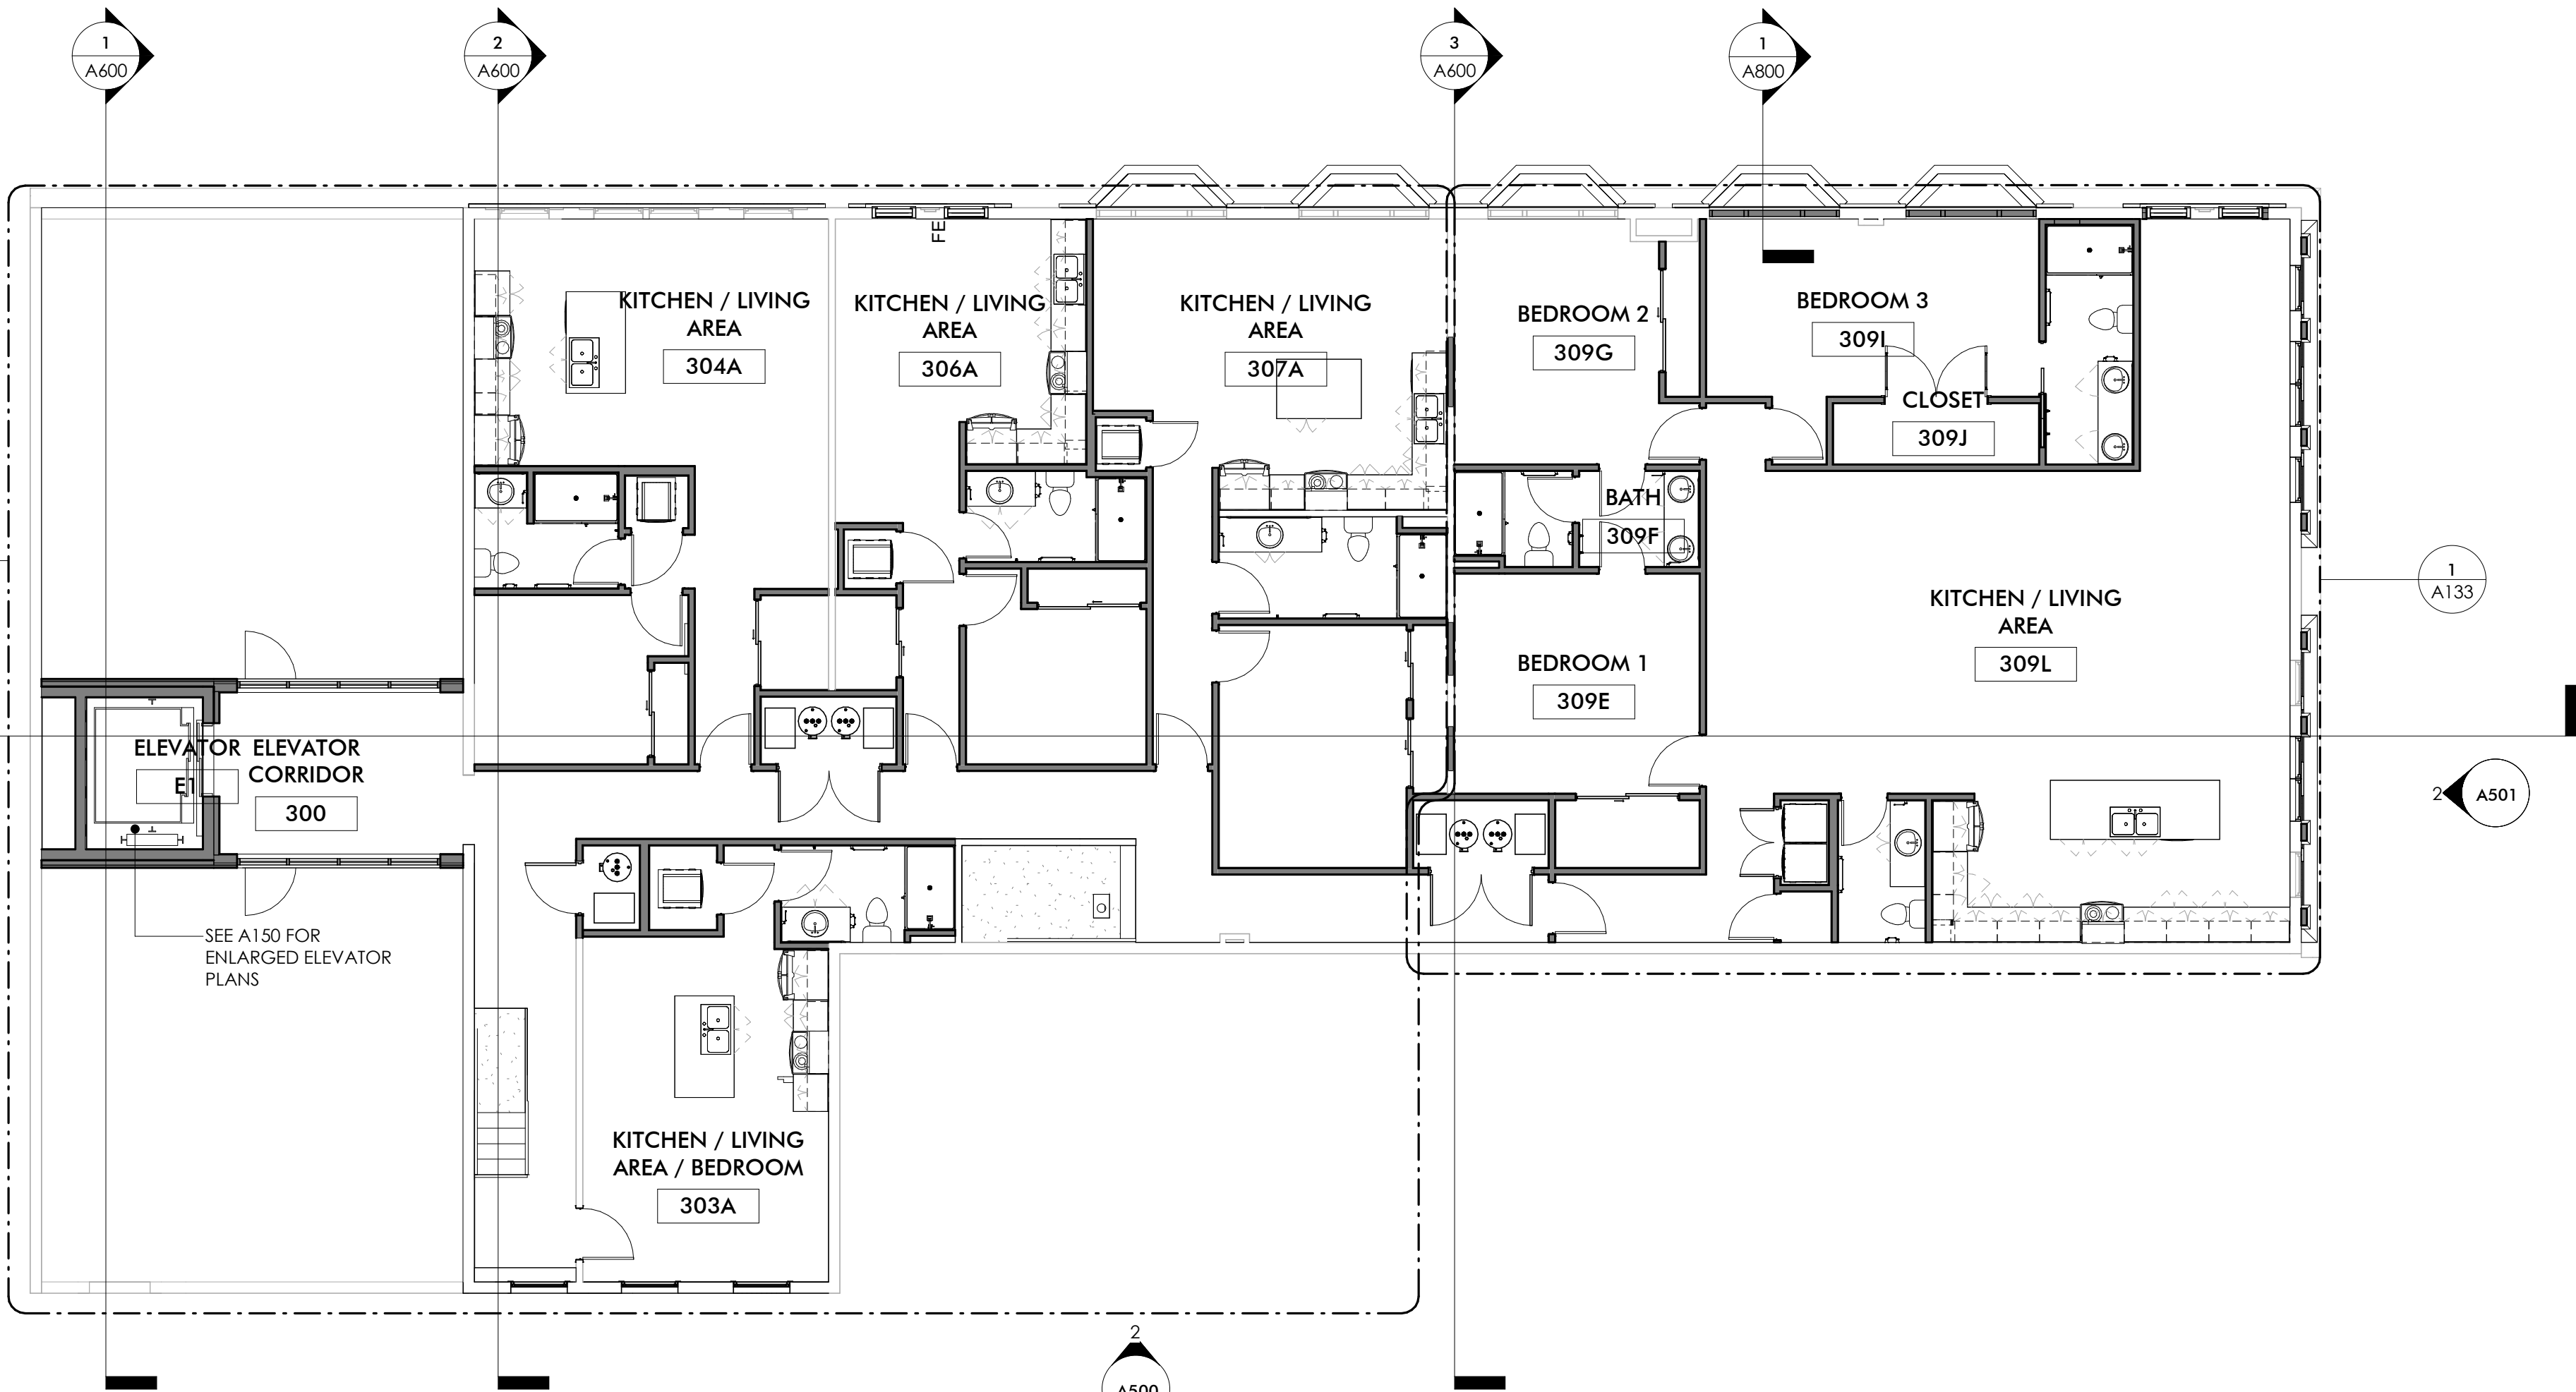 1
A600
2
A600
3
A600
1
A800
FE
KITCHEN / LIVING
AREA
304A
KITCHEN / LIVING
AREA
306A
KITCHEN / LIVING
AREA
307A
BEDROOM 2
309G
BEDROOM 3
309I
CLOSET
309J
BATH
309F
1
A133
KITCHEN / LIVING
AREA
309L
BEDROOM 1
309E
ELEVATOR
E1
ELEVATOR
CORRIDOR
300
2
A501
SEE A150 FOR
ENLARGED ELEVATOR
PLANS
KITCHEN / LIVING
AREA / BEDROOM
303A
2
A500